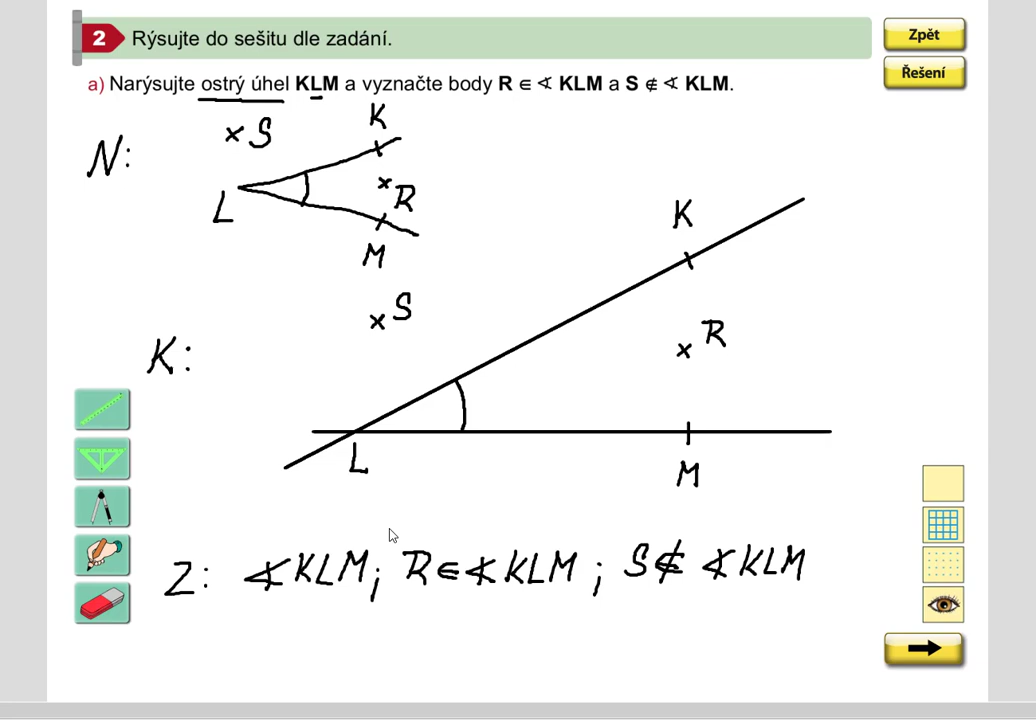 2 Rýsujte do sešitu dle zadání.
Zpět
Řešení
a) Narýsujte ostrý úhel KLM a vyznačte body R ∈ ∢ KLM a S ∉ ∢ KLM.
N:
S
K
L
R
M
K
S
R
K:
L
M
Z: ∢KLM; R∈∢KLM; S∉ ∢KLM